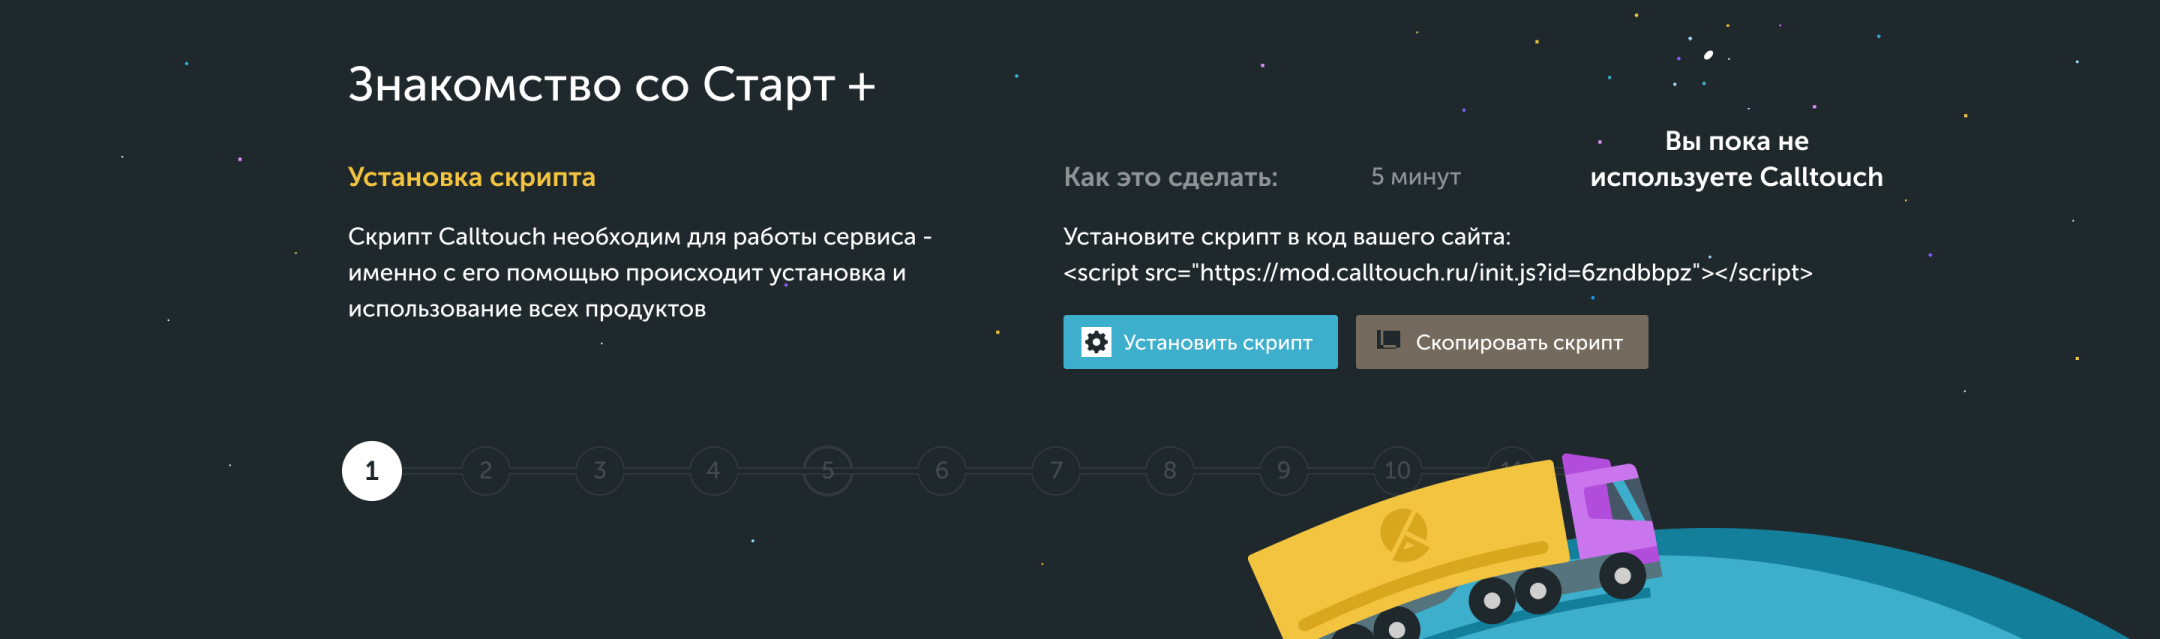 Знакомство со Старт +
Установка скрипта
Скрипт Calltouch необходим для работы сервиса -
именно с его помощью происходит установка и
использование всех продуктов
Как это сделать:
5 минут
Вы пока не
используете Calltouch
Установите скрипт в код вашего сайта:
<script src="https://mod.calltouch.ru/init.js?id=6zndbbpz"></script>
Установить скрипт
Скопировать скрипт
1 2 3 4 5 6 7 8 9 10